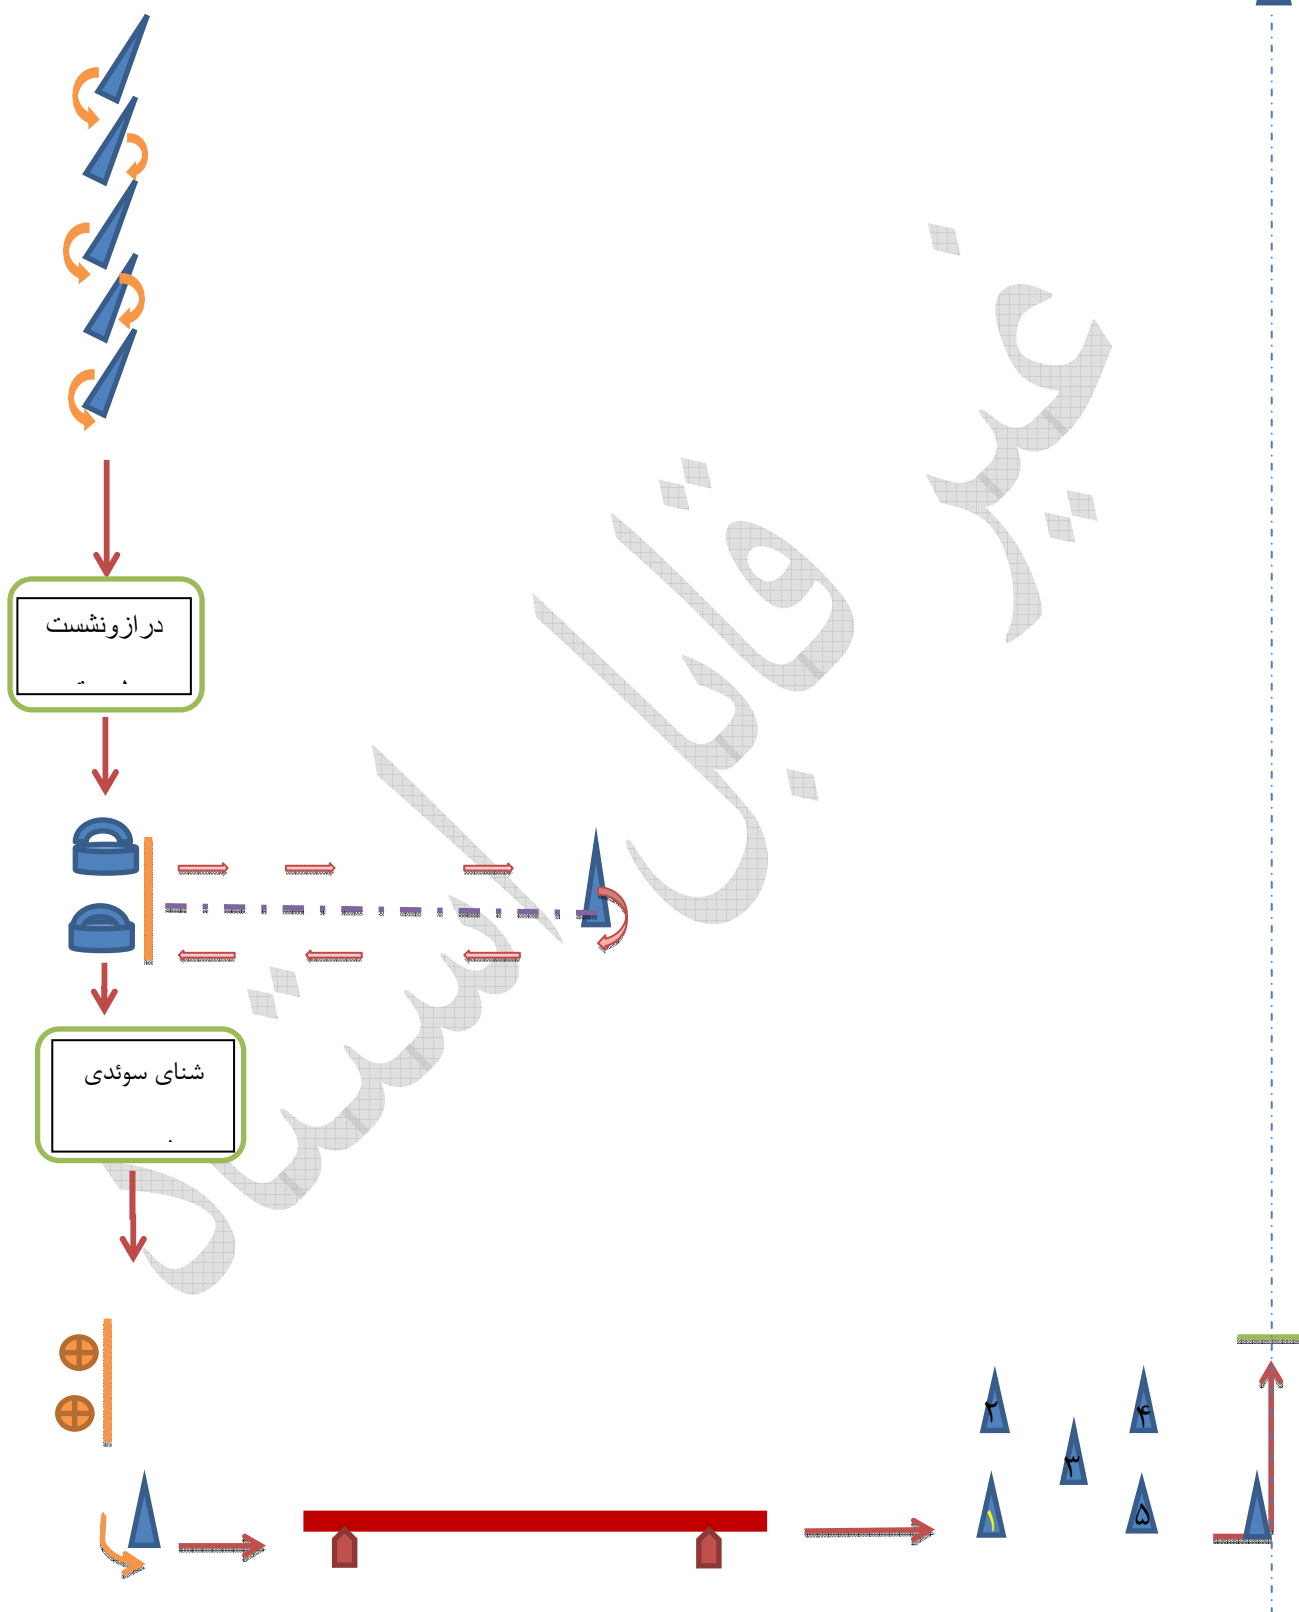 غیر قابل استناد
درازونشست
شنای سوئدی
۲
۴
۳
۱
۵